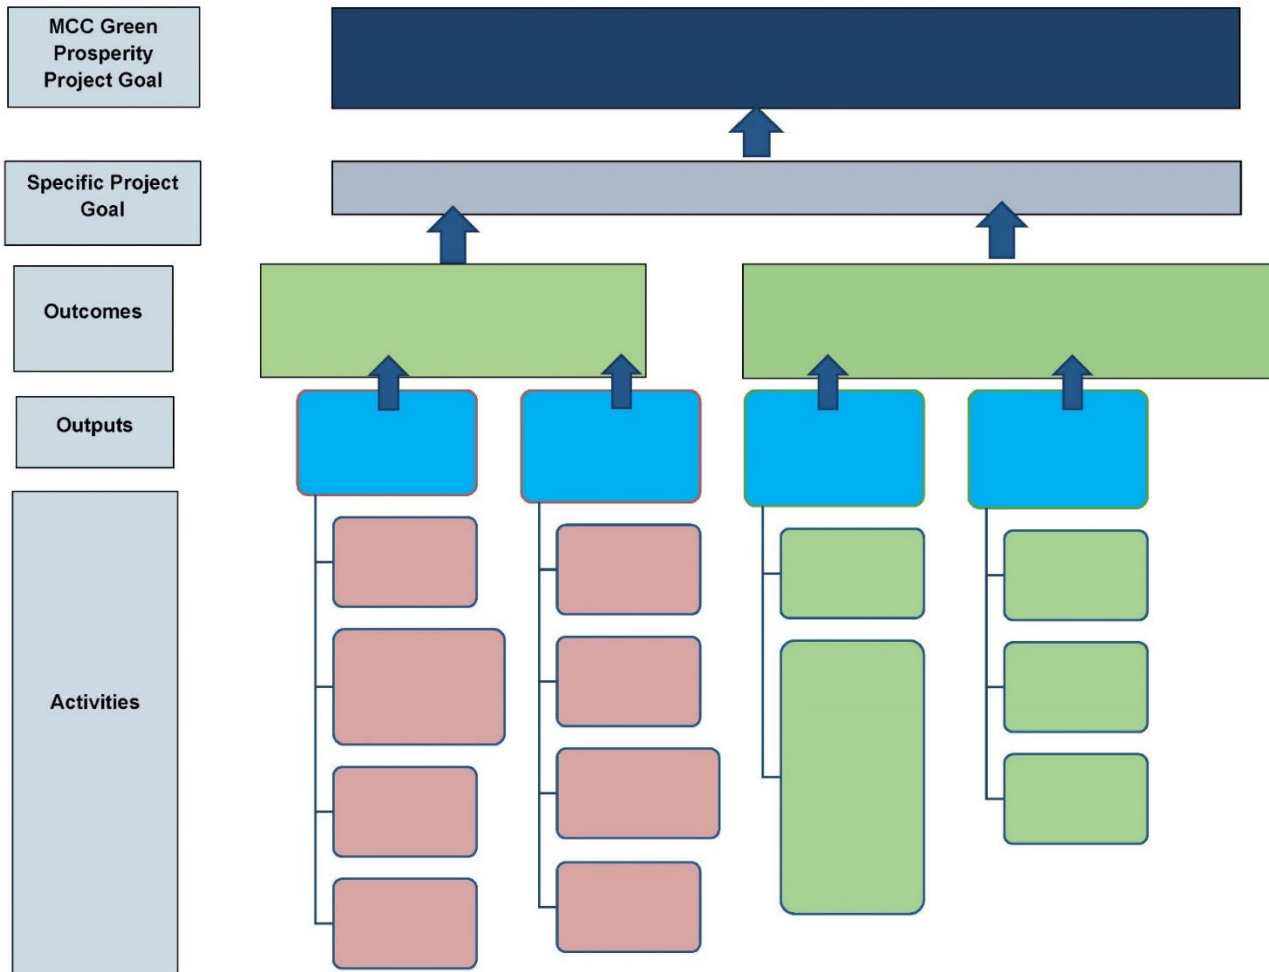 MCC Green
Prosperity
Project Goal
Specific Project
Goal
Outcomes
Outputs
Activities